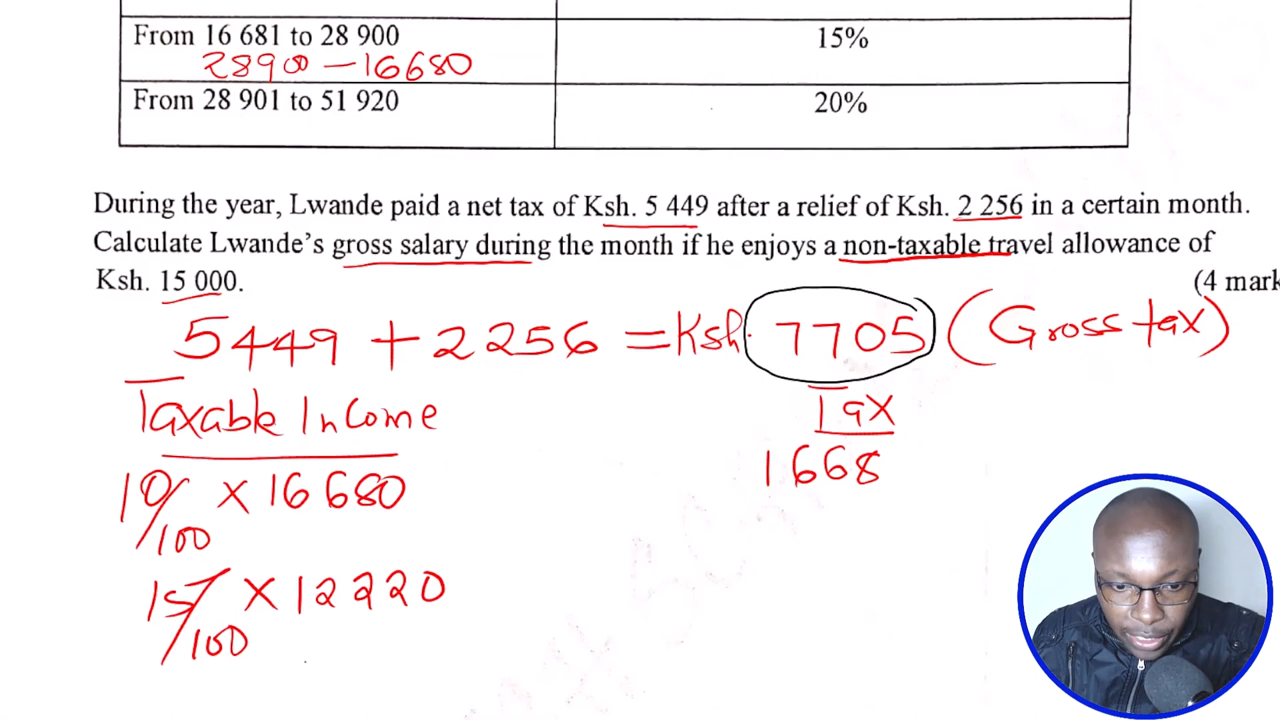 From 16 681 to 28 900 15%
28900 - 16680
From 28 901 to 51 920 20%
During the year, Lwande paid a net tax of Ksh. 5 449 after a relief of Ksh. 2 256 in a certain month.
Calculate Lwande's gross salary during the month if he enjoys a non-taxable travel allowance of
Ksh. 15 000. (4 mark
5449 + 2256 = Ksh. 7705 (Gross tax)
Taxable Income Tax
10/100 × 16680 1668
15/100 × 12220